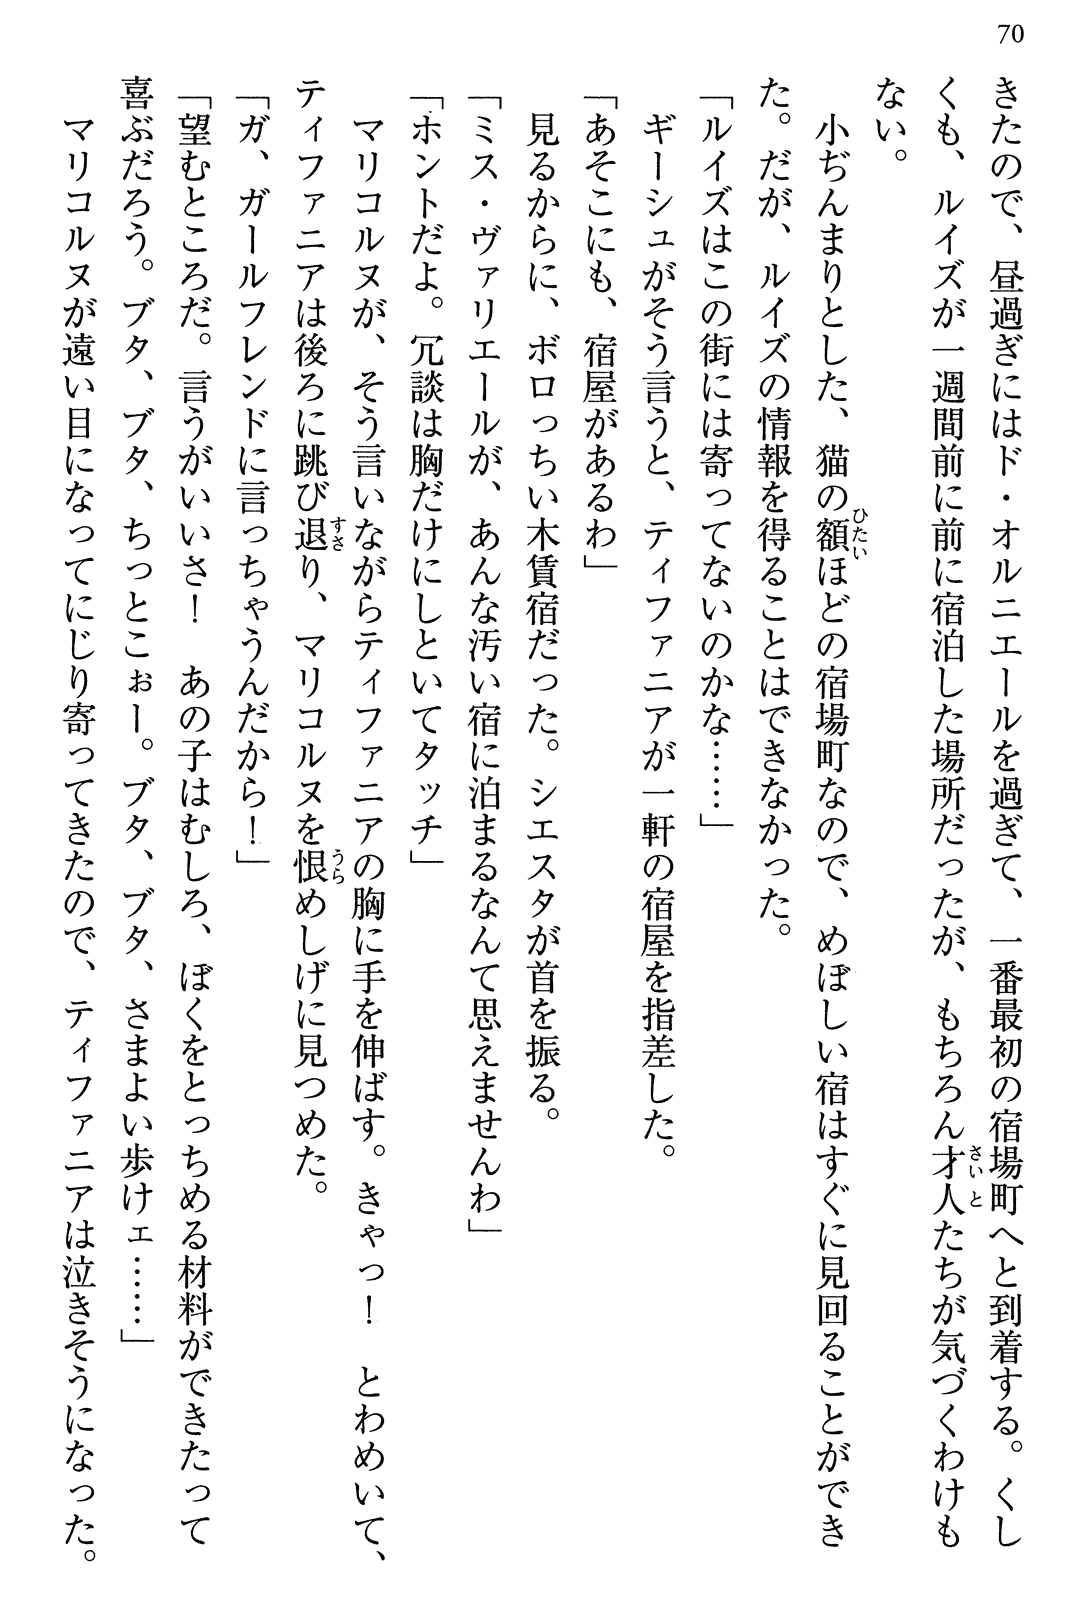 70
きたので、昼過ぎにはド・オルニエールを過ぎて、一番最初の宿場町へと到着する。くし
くも、ルイズが一週間前に前に宿泊した場所だったが、もちろん才人たちが気づくわけも
ない。
小ぢんまりとした、猫の額ほどの宿場町なので、めぼしい宿はすぐに見回ることができ
た。だが、ルイズの情報を得ることはできなかった。
「ルイズはこの街には寄ってないのかな……」
ギーシュがそう言うと、ティファニアが一軒の宿屋を指差した。
「あそこにも、宿屋があるわ」
見るからに、ボロっちい木賃宿だった。シエスタが首を振る。
「ミス・ヴァリエールが、あんな汚い宿に泊まるなんて思えませんわ」
「ホントだよ。冗談は胸だけにしといてタッチ」
マリコルヌが、そう言いながらティファニアの胸に手を伸ばす。きゃっ！　とわめいて、
ティファニアは後ろに跳び退り、マリコルヌを恨めしげに見つめた。
「ガ、ガールフレンドに言っちゃうんだから！」
「望むところだ。言うがいいさ！　あの子はむしろ、ぼくをとっちめる材料ができたって
喜ぶだろう。ブタ、ブタ、ちっとこぉー。ブタ、ブタ、さまよい歩けェ……」
マリコルヌが遠い目になってにじり寄ってきたので、ティファニアは泣きそうになった。